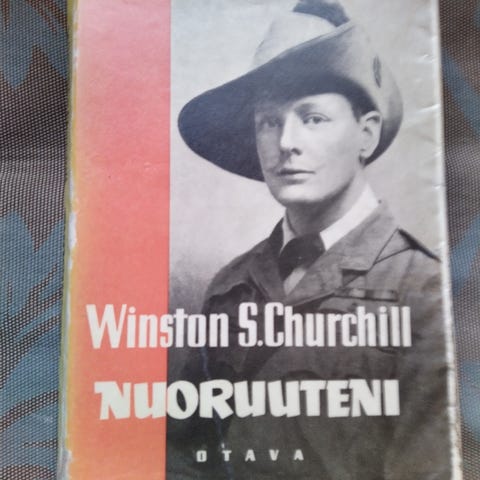 Winston S. Churchill
NUORUUTENI
OTAVA